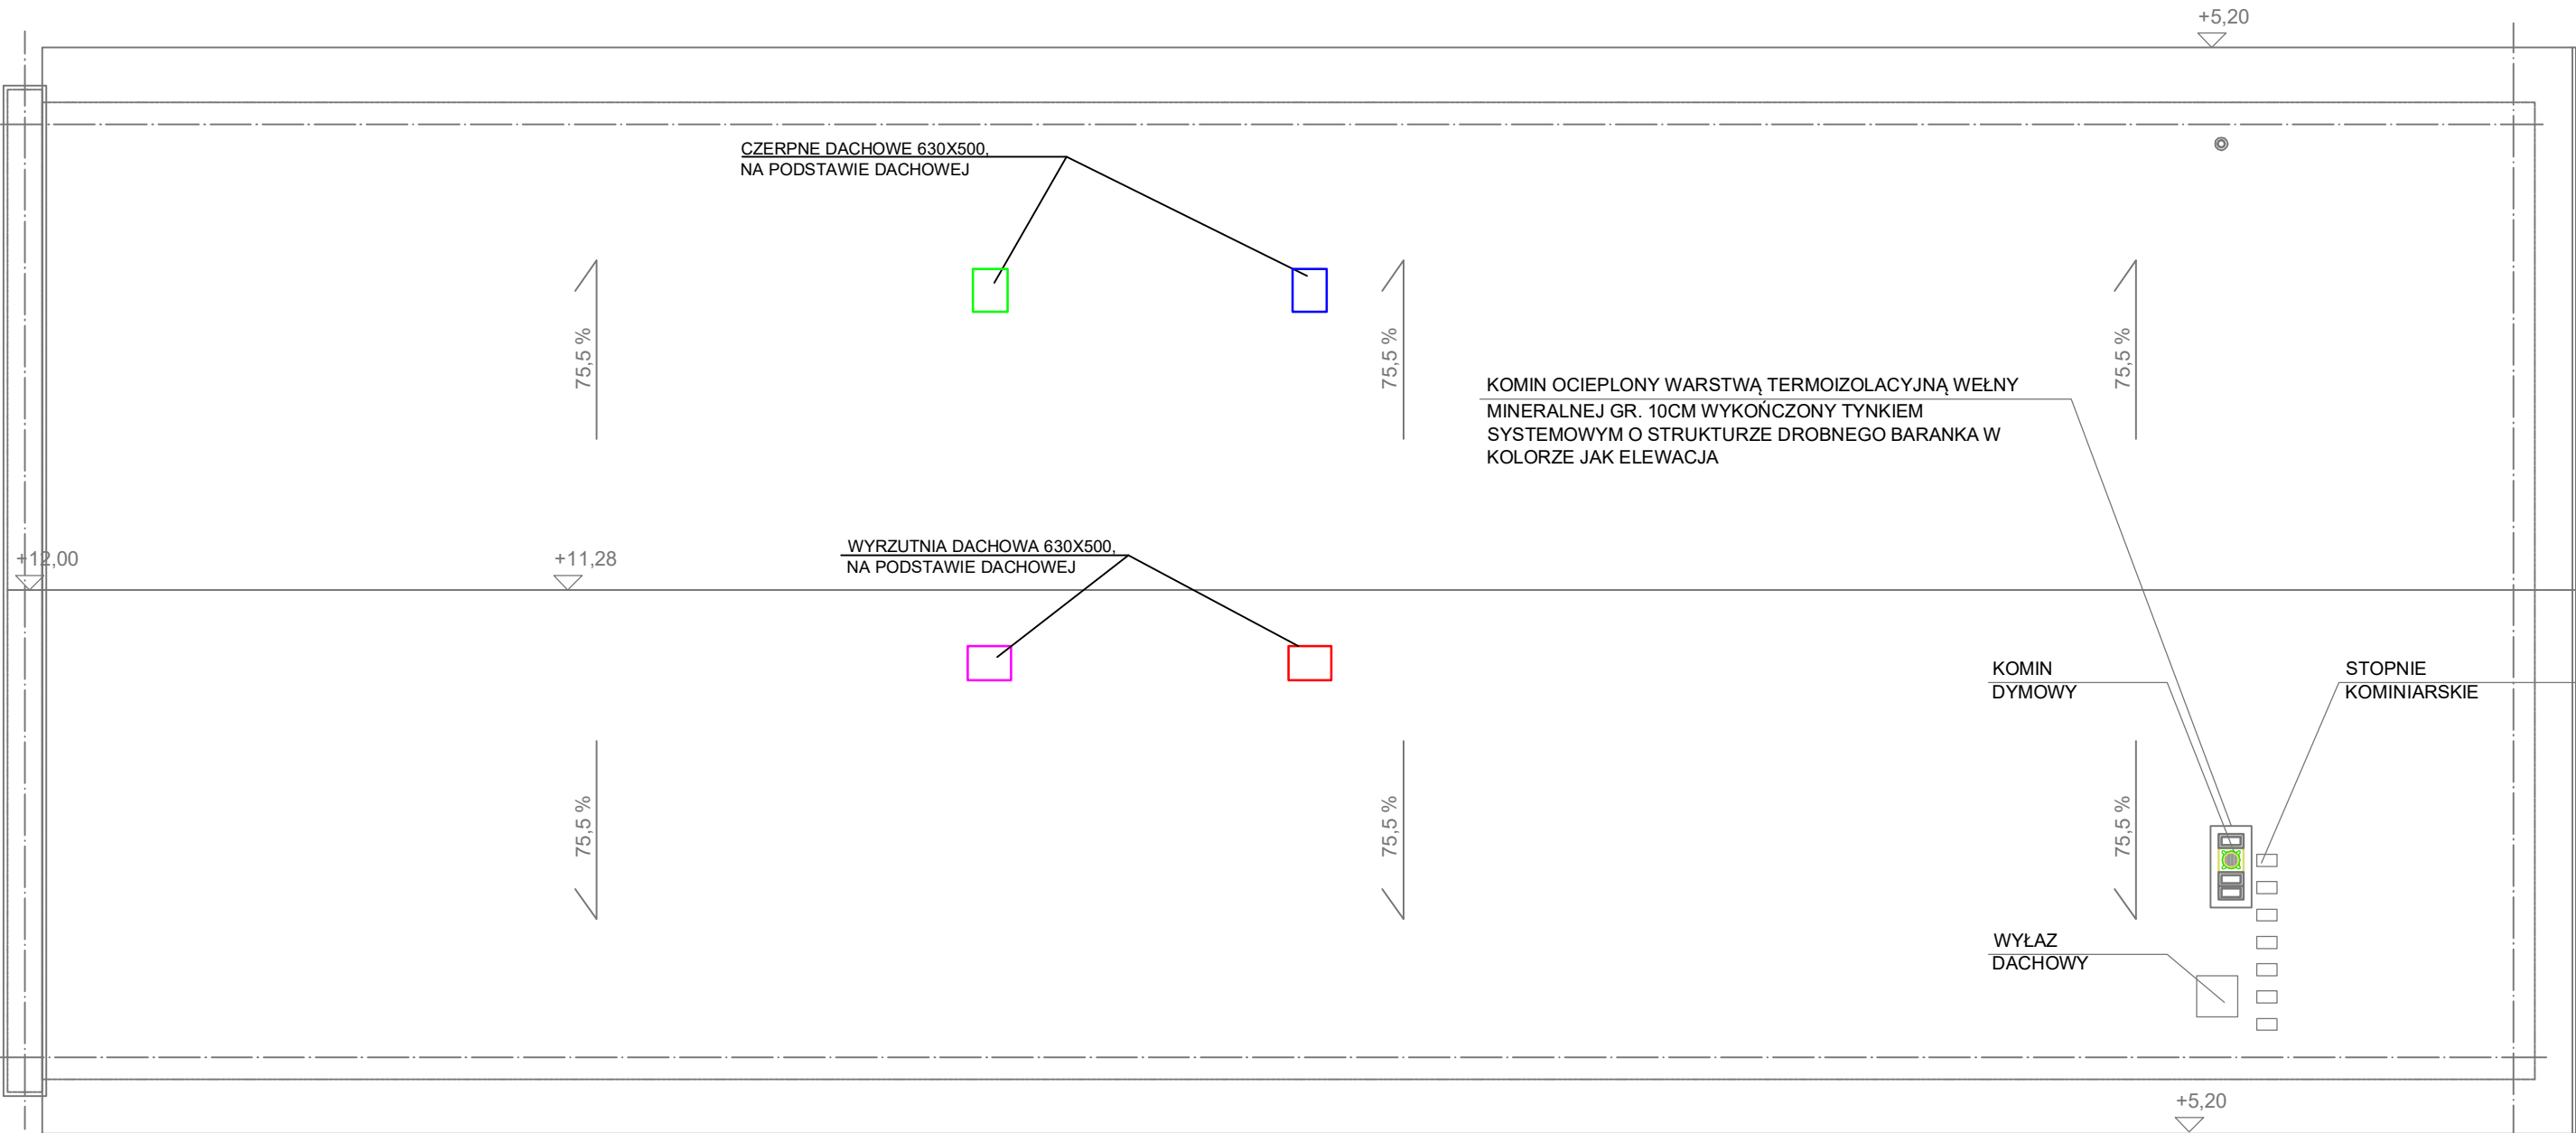 +5,20
CZERPNE DACHOWE 630X500,
NA PODSTAWIE DACHOWEJ
75,5 %
75,5 %
75,5 %
KOMIN OCIEPLONY WARSTWĄ TERMOIZOLACYJNĄ WEŁNY
MINERALNEJ GR. 10CM WYKOŃCZONY TYNKIEM
SYSTEMOWYM O STRUKTURZE DROBNEGO BARANKA W
KOLORZE JAK ELEWACJA
+12,00
+11,28
WYRZUTNIA DACHOWA 630X500,
NA PODSTAWIE DACHOWEJ
KOMIN
DYMOWY
STOPNIE
KOMINIARSKIE
75,5 %
75,5 %
75,5 %
WYŁAZ
DACHOWY
+5,20